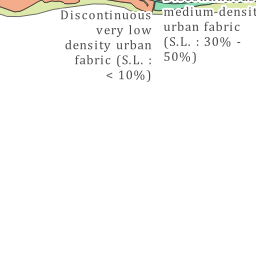 Discontinuous
very low
density urban
fabric (S.L. :
< 10%)
medium-densit
urban fabric
(S.L. : 30% -
50%)